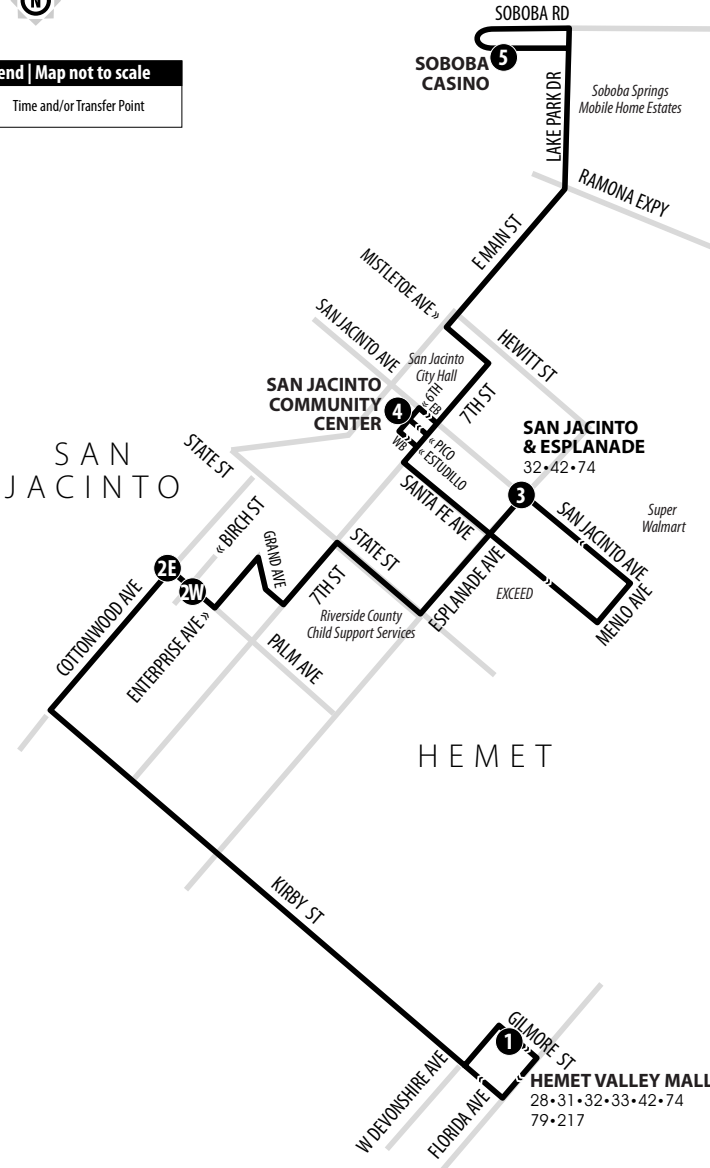 N
end | Map not to scale
Time and/or Transfer Point
SOBOBA RD
5
SOBOBA
CASINO
LAKE PARK DR
Soboba Springs
Mobile Home Estates
RAMONA EXPY
E MAIN ST
MISTLETOE AVE »
SAN JACINTO AVE
San Jacinto
City Hall
HEWITT ST
7TH ST
« 6TH
EB
SAN JACINTO
COMMUNITY
CENTER
4
WB
« PICO
« ESTUDILLO
SAN JACINTO
& ESPLANADE
32•42•74
3
SAN
JACINTO
STATE ST
SANTA FE AVE
SAN JACINTO AVE
Super
Walmart
« BIRCH ST
GRAND AVE
STATE ST
7TH ST
ESPLANADE AVE
EXCEED
MENLO AVE
2E
2W
COTTONWOOD AVE
ENTERPRISE AVE »
Riverside County
Child Support Services
PALM AVE
HEMET
KIRBY ST
GILMORE ST
1
W DEVONSHIRE AVE
FLORIDA AVE
HEMET VALLEY MALL
28•31•32•33•42•74
79•217